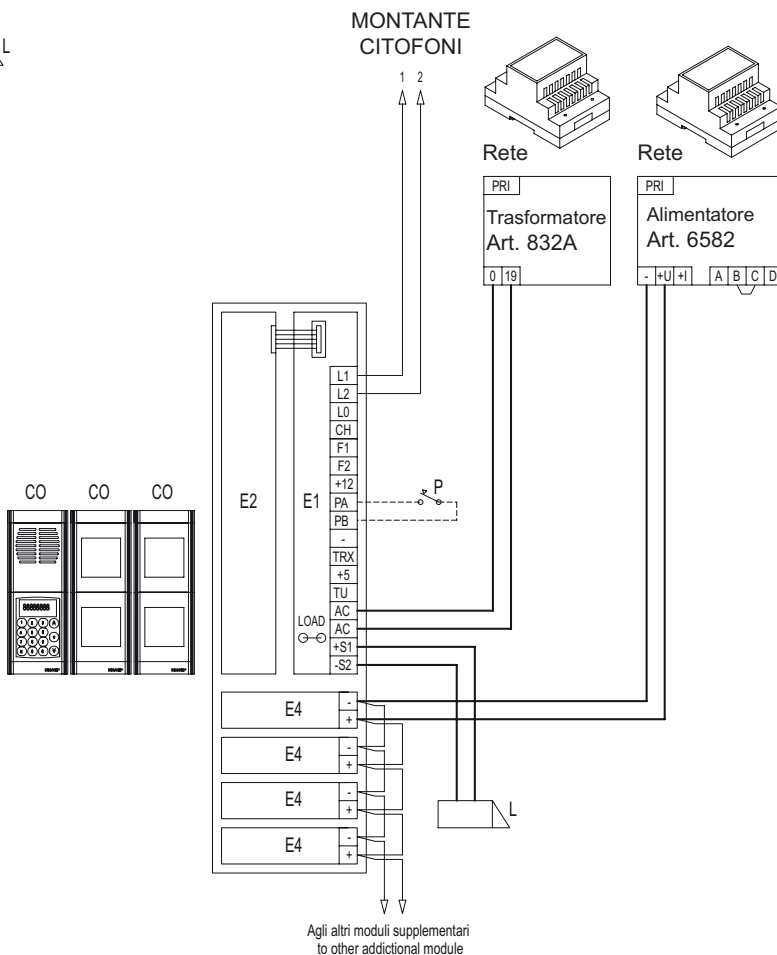 L
MONTANTE
CITOFONI
1 2
Rete
Rete
PRI
PRI
Trasformatore
Art. 832A
Alimentatore
Art. 6582
0 19
- +U +I A B C D
L1
L2
L0
CH
F1
F2
+12
PA
PB
-
TRX
+5
TU
AC
AC
+S1
-S2
P
E2
E1
LOAD
CO
CO
CO
88888888
E4
-
+
E4
-
+
E4
-
+
E4
-
+
L
Agli altri moduli supplementari
to other addictional module